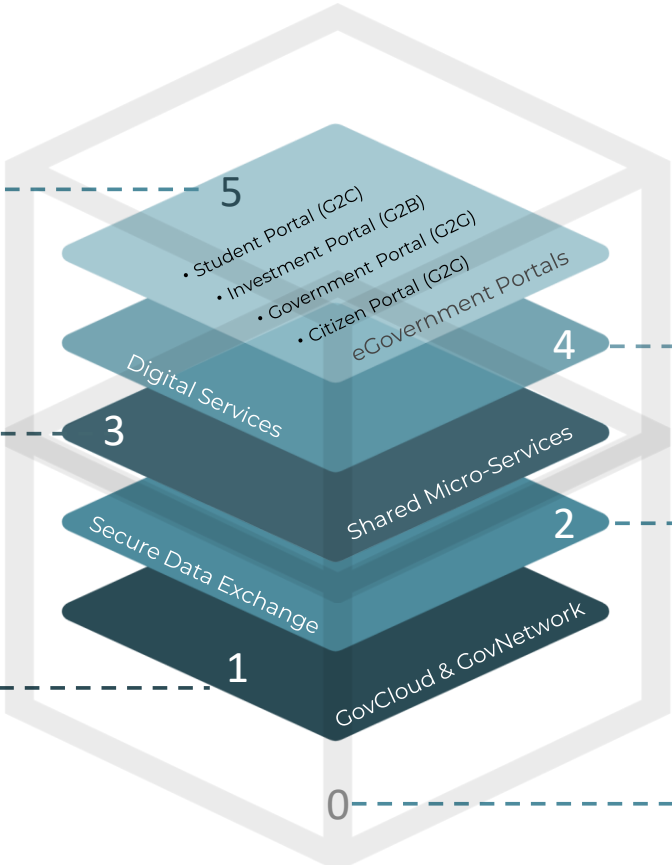 5
• Student Portal (G2C)
• Investment Portal (G2B)
• Government Portal (G2G)
• Citizen Portal (G2G)
eGovernment Portals
4
Digital Services
3
Shared Micro-Services
2
Secure Data Exchange
1
GovCloud & GovNetwork
0